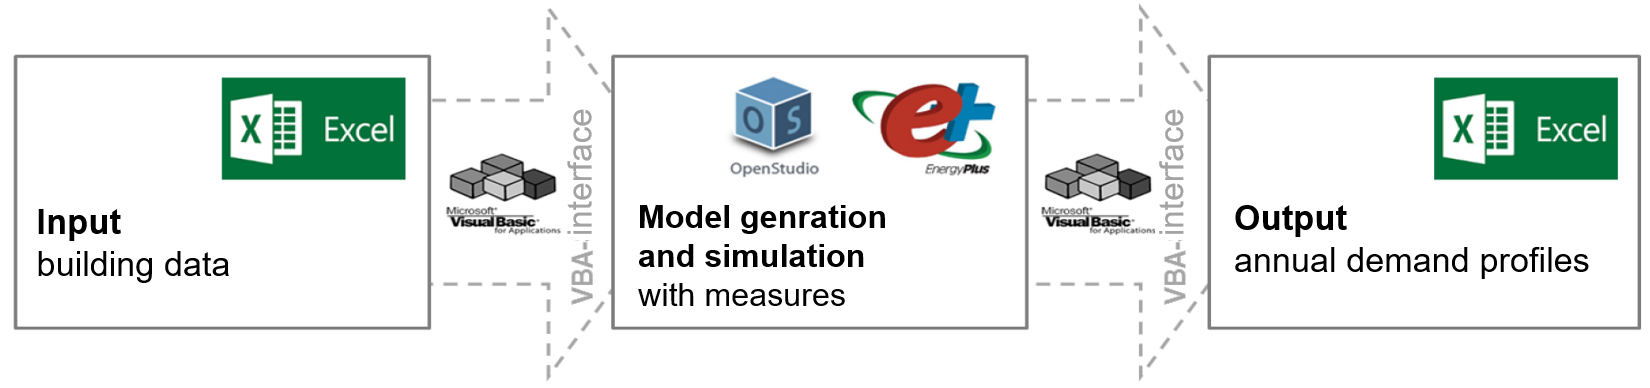 X Excel
Input
building data
Microsoft®
Visual Basic®
for Applications
VBA-interface
OS
OpenStudio
e+
EnergyPlus
Model genration
and simulation
with measures
Microsoft®
Visual Basic®
for Applications
VBA-interface
X Excel
Output
annual demand profiles